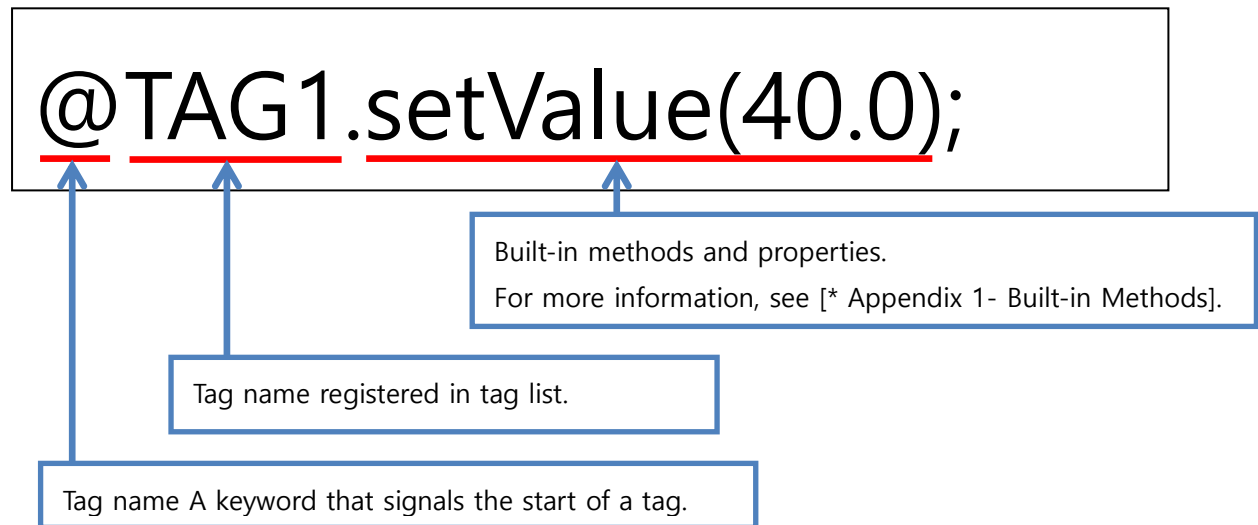 @TAG1.setValue(40.0);
Built-in methods and properties.
For more information, see [* Appendix 1- Built-in Methods].
Tag name registered in tag list.
Tag name A keyword that signals the start of a tag.